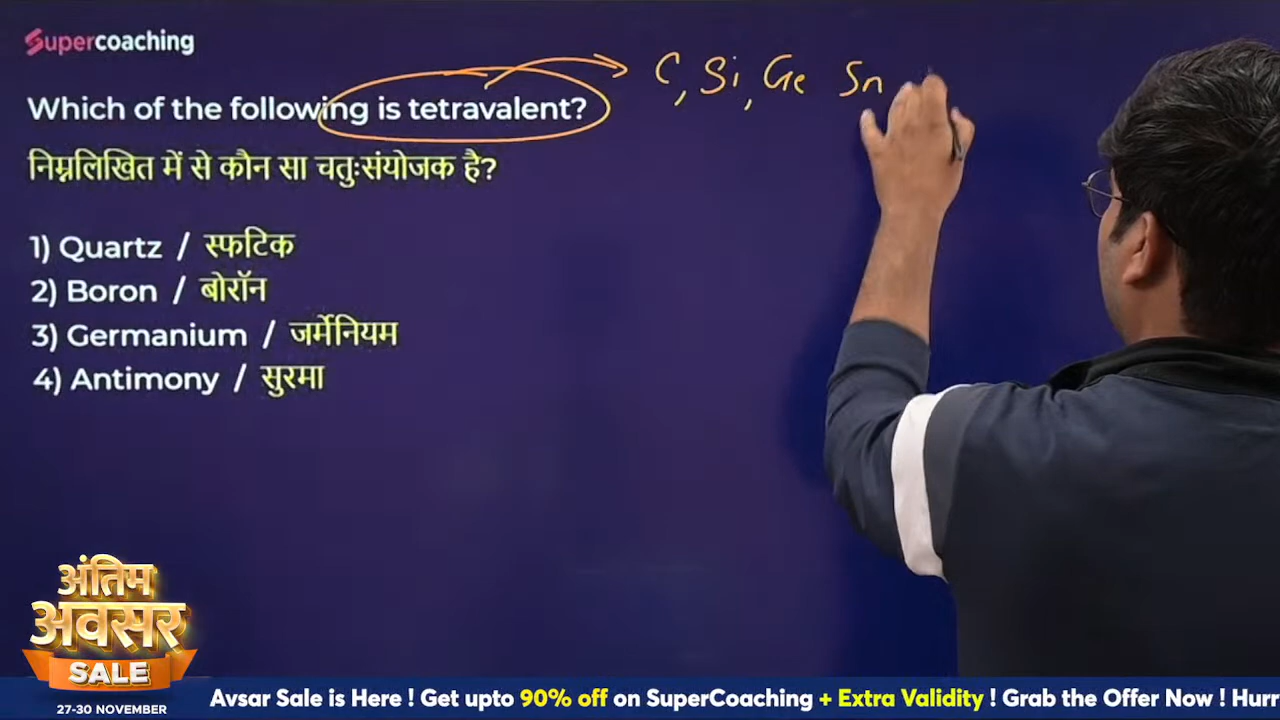 Supercoaching
C, Si, Ge Sn
Which of the following is tetravalent?
निम्नलिखित में से कौन सा चतुःसंयोजक है?
1) Quartz / स्फटिक
2) Boron / बोरॉन
3) Germanium / जर्मेनियम
4) Antimony / सुरमा
अंतिम
अवसर
SALE
27-30 NOVEMBER
Avsar Sale is Here ! Get upto 90% off on SuperCoaching + Extra Validity ! Grab the Offer Now ! Hurr